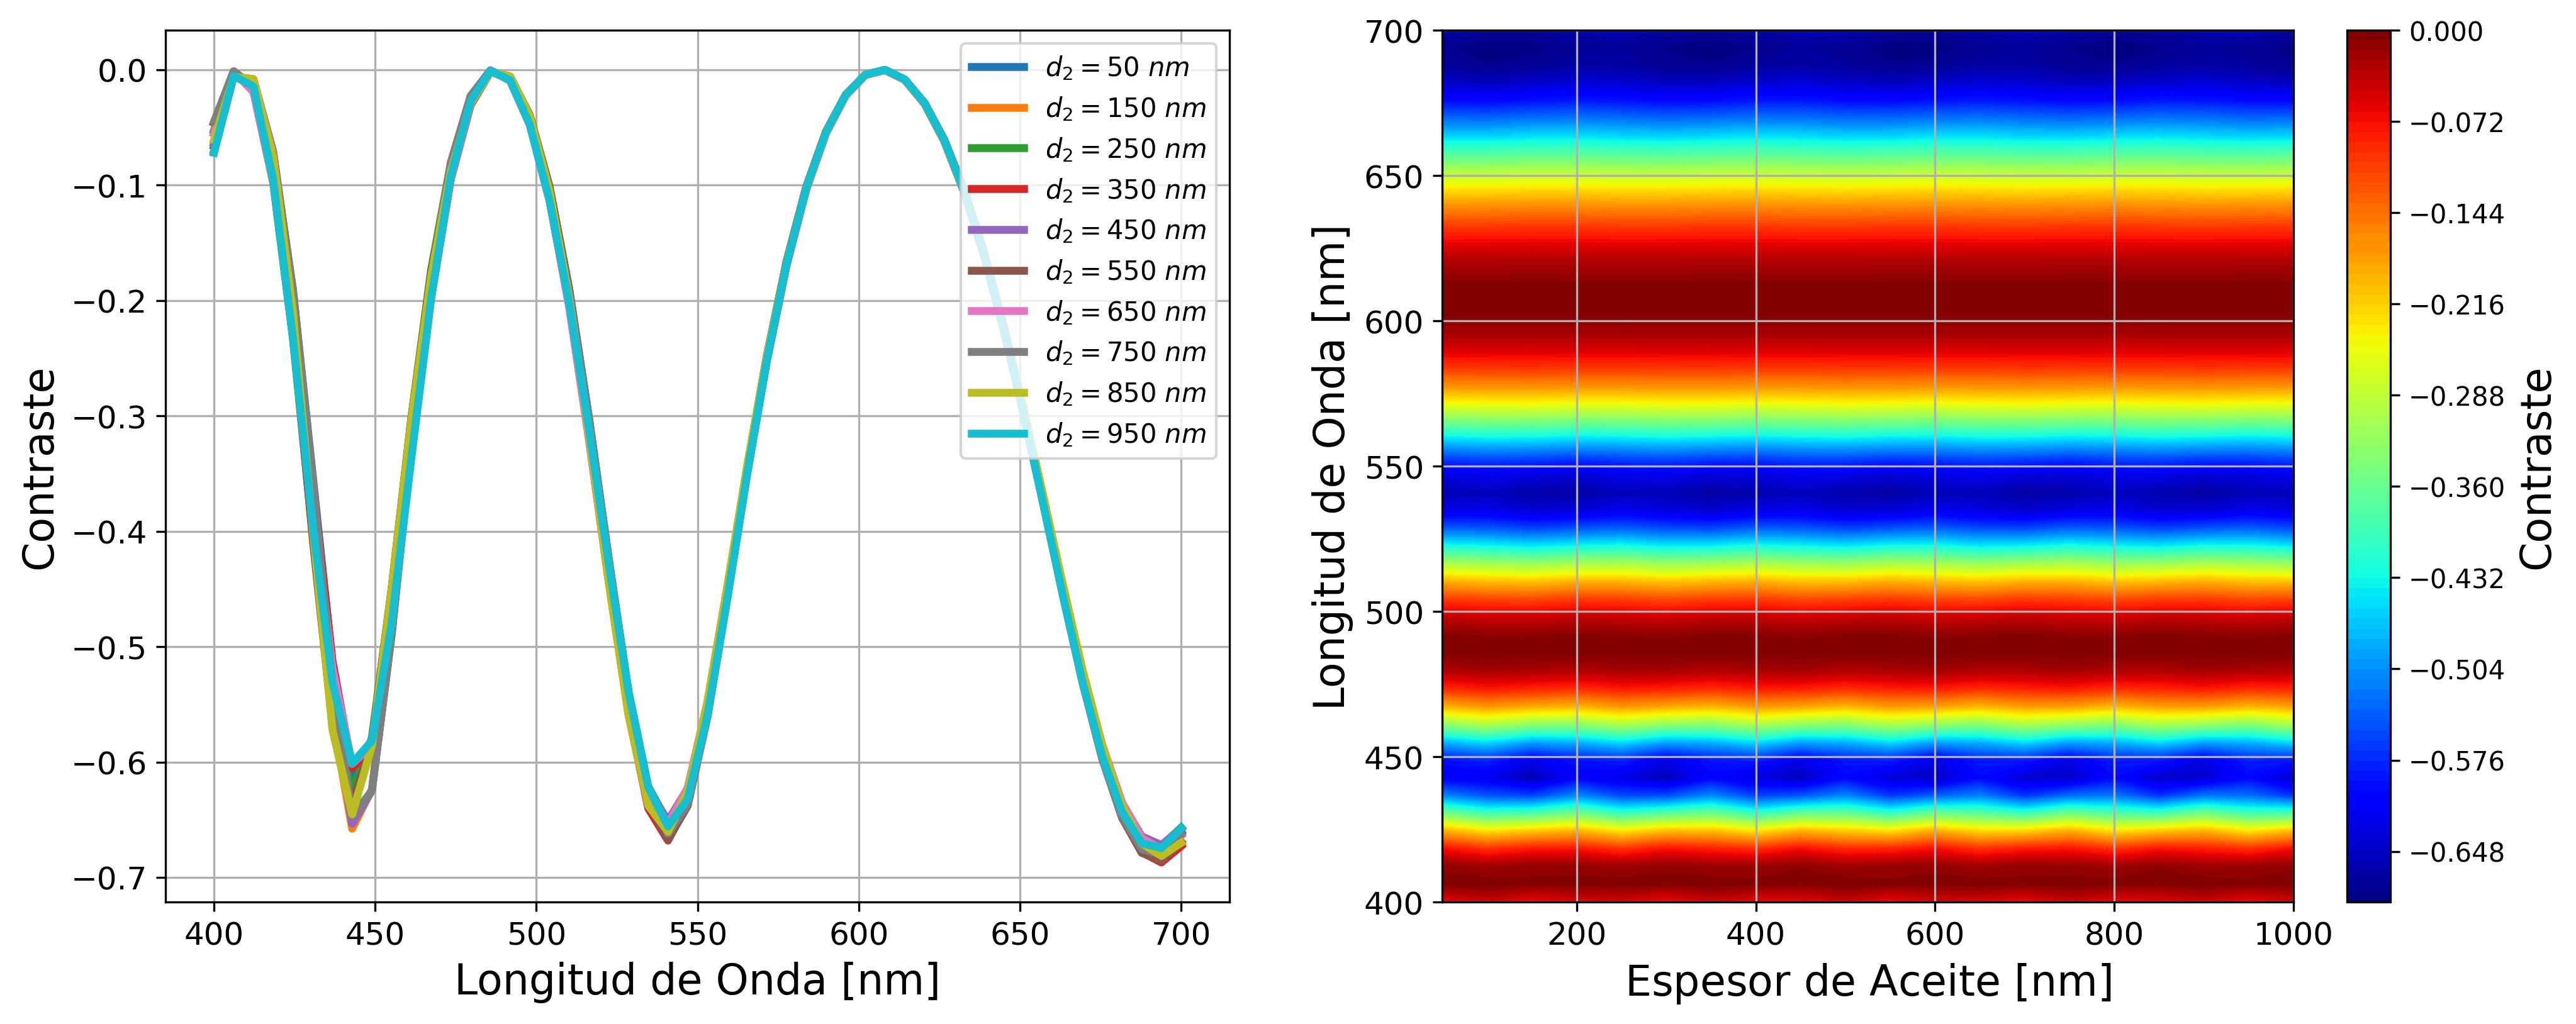 0.0
−0.1
−0.2
−0.3
−0.4
−0.5
−0.6
−0.7
Contraste
400 450 500 550 600 650 700
Longitud de Onda [nm]
d₂ = 50 nm
d₂ = 150 nm
d₂ = 250 nm
d₂ = 350 nm
d₂ = 450 nm
d₂ = 550 nm
d₂ = 650 nm
d₂ = 750 nm
d₂ = 850 nm
d₂ = 950 nm
700
650
600
550
500
450
400
Longitud de Onda [nm]
200 400 600 800 1000
Espesor de Aceite [nm]
0.000
−0.072
−0.144
−0.216
−0.288
−0.360
−0.432
−0.504
−0.576
−0.648
Contraste